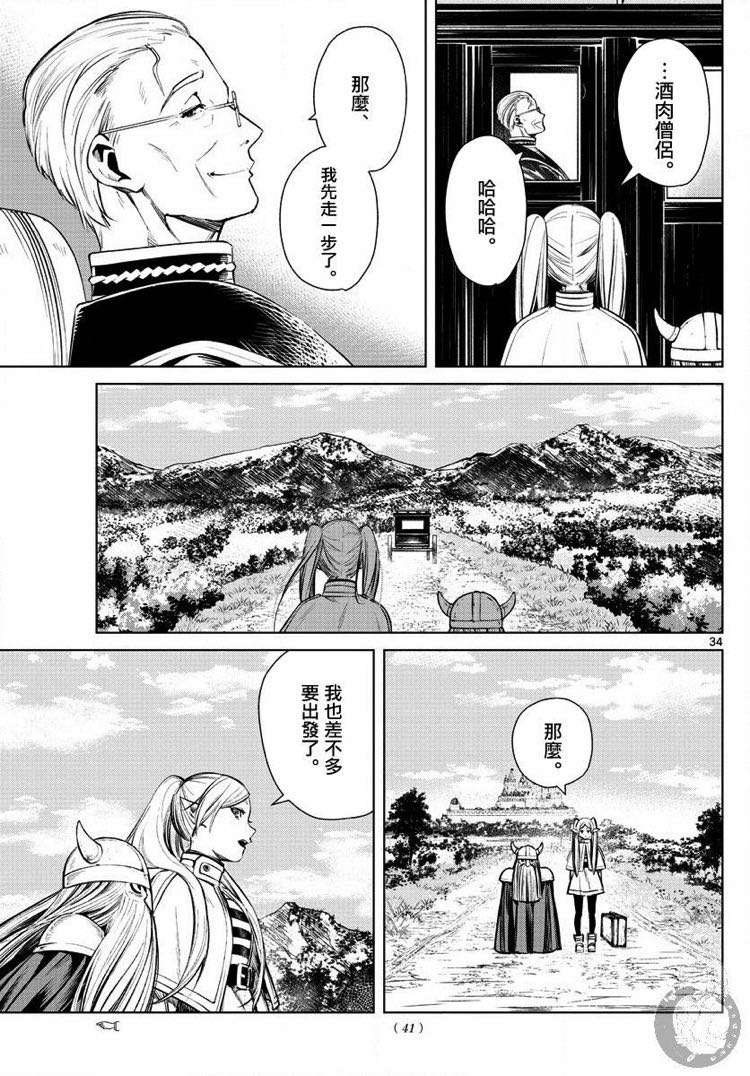 …酒肉僧侶。
哈哈哈。
那麼、
我先走一步了。
34
那麼。
我也差不多
要出發了。
(41)